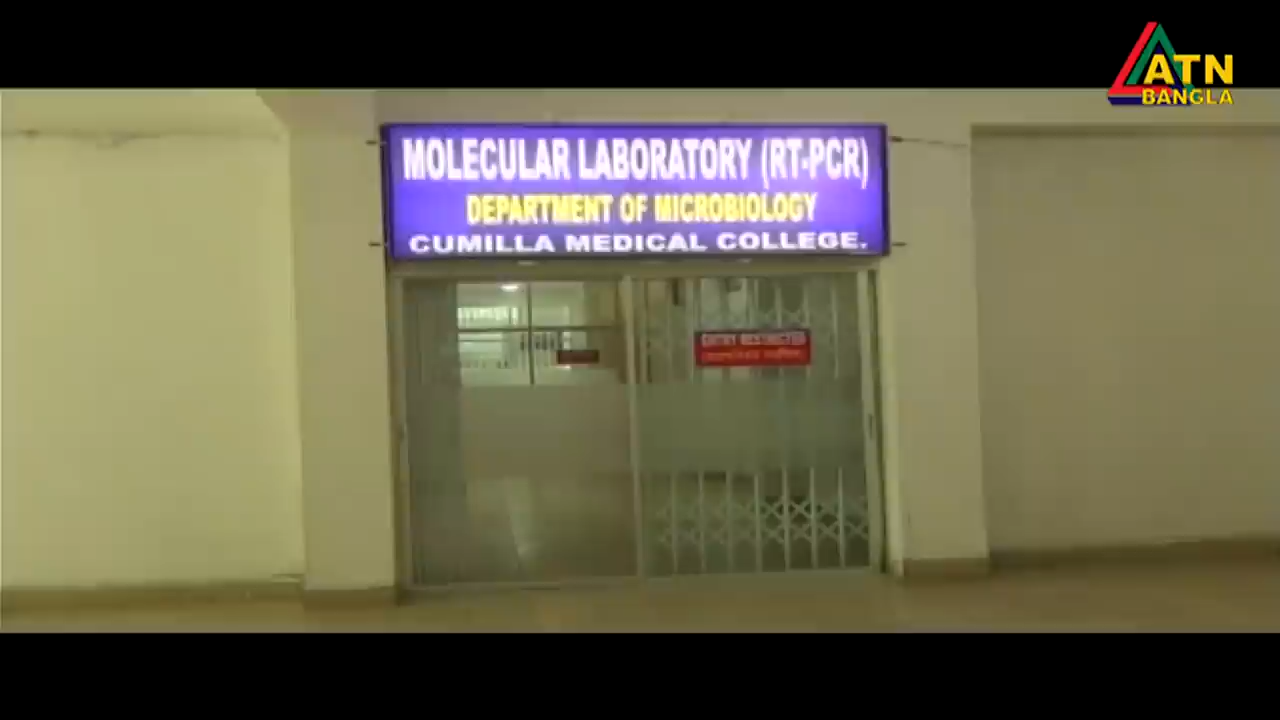 ATN
BANGLA
MOLECULAR LABORATORY (RT-PCR)
DEPARTMENT OF MICROBIOLOGY
CUMILLA MEDICAL COLLEGE.